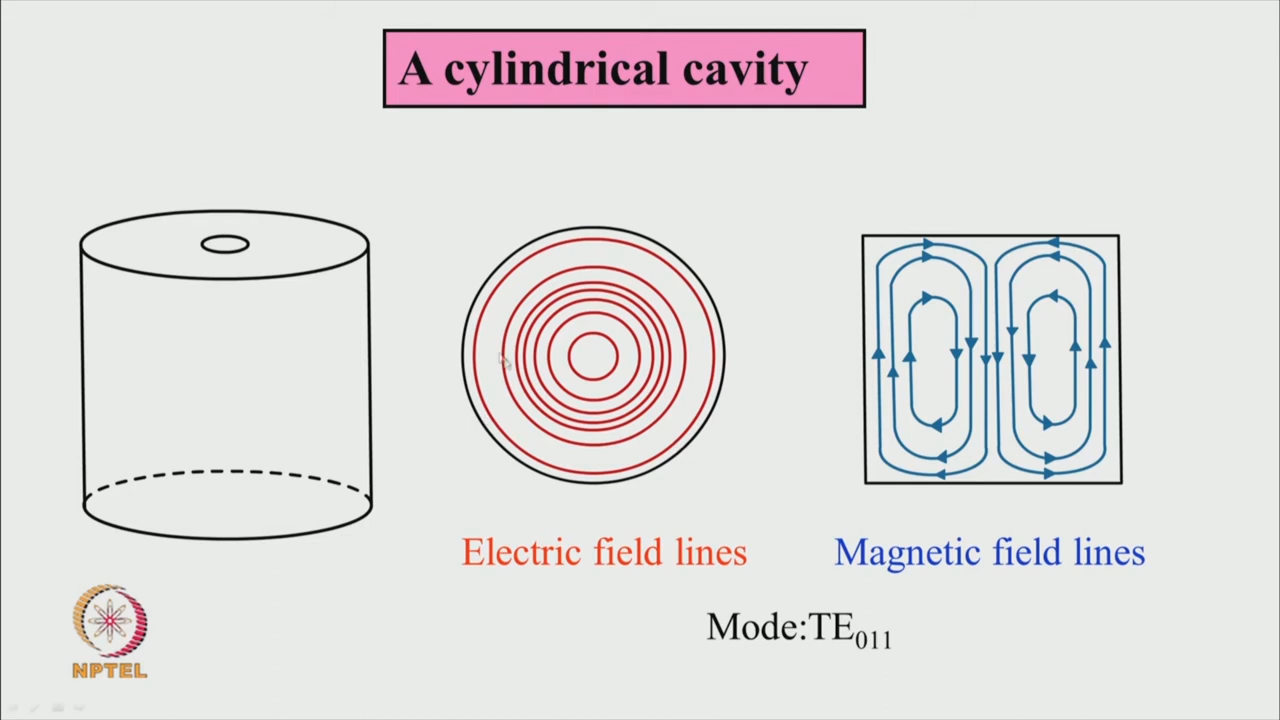 A cylindrical cavity
Electric field lines
Magnetic field lines
Mode:TE₀₁₁
NPTEL